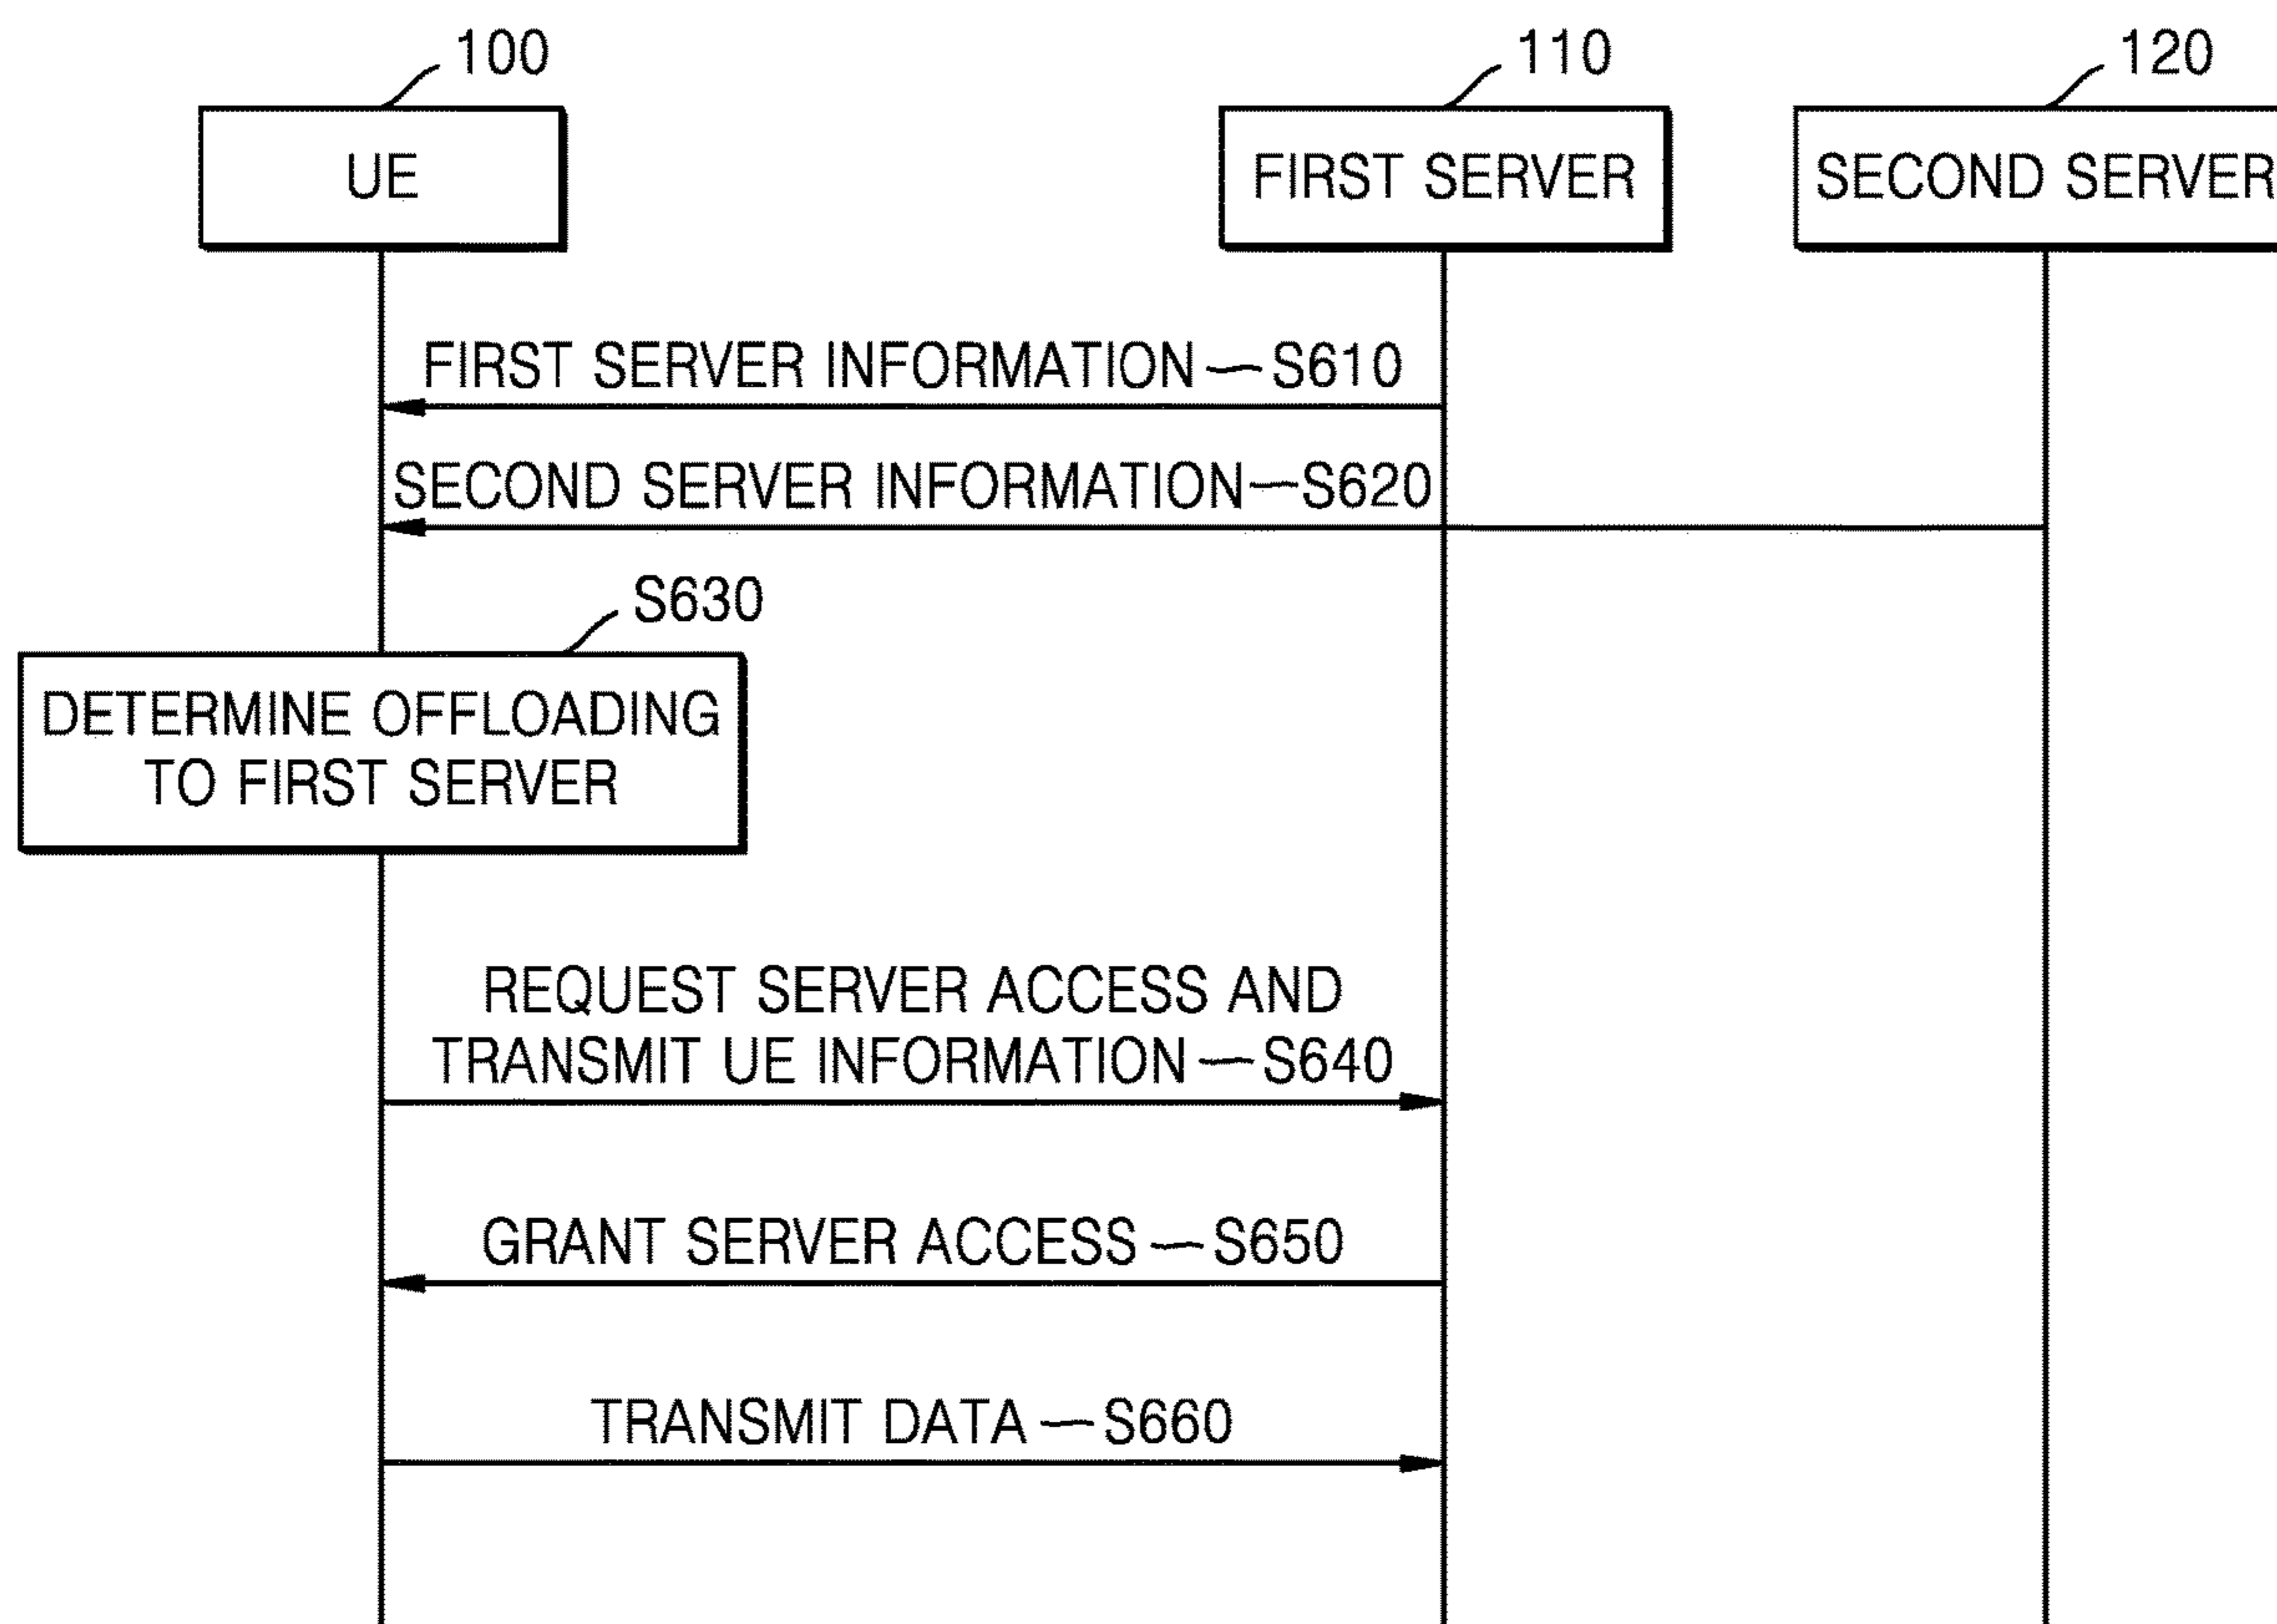 100
110
120
UE
FIRST SERVER
SECOND SERVER
FIRST SERVER INFORMATION S610
SECOND SERVER INFORMATION S620
S630
DETERMINE OFFLOADING
TO FIRST SERVER
REQUEST SERVER ACCESS AND
TRANSMIT UE INFORMATION S640
GRANT SERVER ACCESS S650
TRANSMIT DATA S660